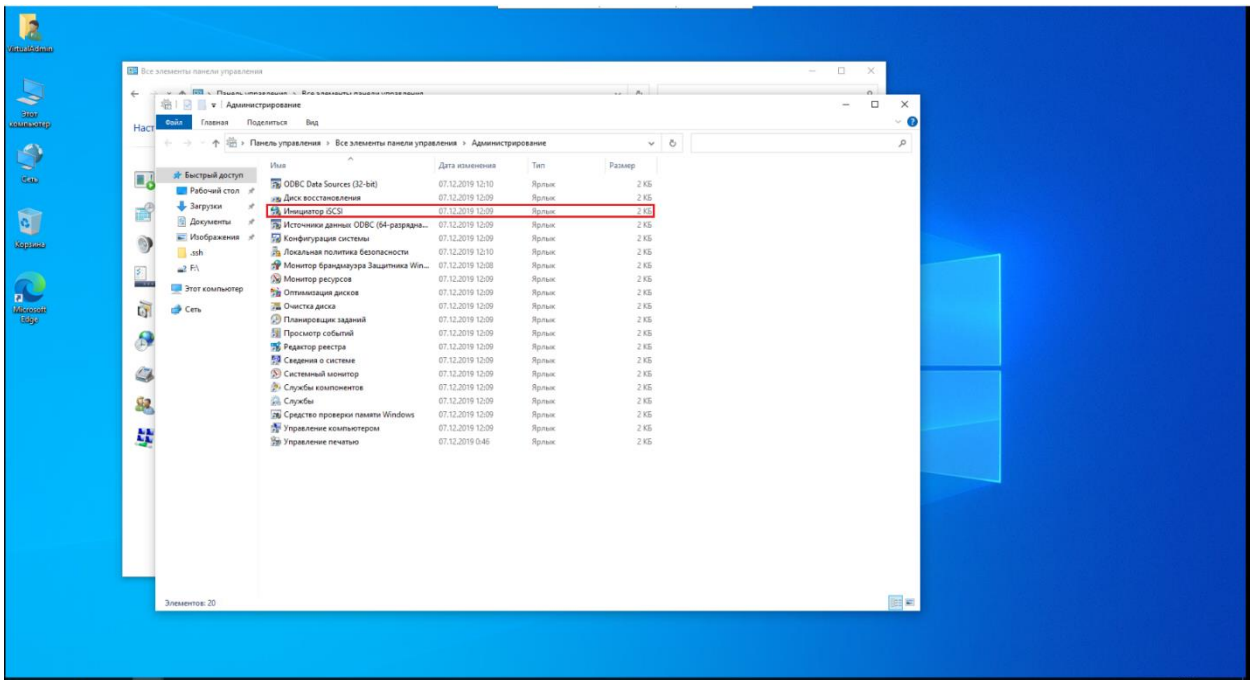 VirtualAdmin
Этот
компьютер
Сеть
Корзина
Microsoft
Edge
Все элементы панели управления
Панель управления › Все элементы панели управления
Наст
Администрирование
Файл Главная Поделиться Вид
Панель управления › Все элементы панели управления › Администрирование
Быстрый доступ
Рабочий стол
Загрузки
Документы
Изображения
.ssh
F:\
Этот компьютер
Сеть
Имя Дата изменения Тип Размер
ODBC Data Sources (32-bit) 07.12.2019 12:10 Ярлык 2 КБ
Диск восстановления 07.12.2019 12:09 Ярлык 2 КБ
Инициатор iSCSI 07.12.2019 12:09 Ярлык 2 КБ
Источники данных ODBC (64-разрядна... 07.12.2019 12:09 Ярлык 2 КБ
Конфигурация системы 07.12.2019 12:09 Ярлык 2 КБ
Локальная политика безопасности 07.12.2019 12:10 Ярлык 2 КБ
Монитор брандмауэра Защитника Win... 07.12.2019 12:08 Ярлык 2 КБ
Монитор ресурсов 07.12.2019 12:09 Ярлык 2 КБ
Оптимизация дисков 07.12.2019 12:09 Ярлык 2 КБ
Очистка диска 07.12.2019 12:09 Ярлык 2 КБ
Планировщик заданий 07.12.2019 12:09 Ярлык 2 КБ
Просмотр событий 07.12.2019 12:09 Ярлык 2 КБ
Редактор реестра 07.12.2019 12:09 Ярлык 2 КБ
Сведения о системе 07.12.2019 12:09 Ярлык 2 КБ
Системный монитор 07.12.2019 12:09 Ярлык 2 КБ
Службы компонентов 07.12.2019 12:09 Ярлык 2 КБ
Службы 07.12.2019 12:09 Ярлык 2 КБ
Средство проверки памяти Windows 07.12.2019 12:09 Ярлык 2 КБ
Управление компьютером 07.12.2019 12:09 Ярлык 2 КБ
Управление печатью 07.12.2019 0:46 Ярлык 2 КБ
Элементов: 20